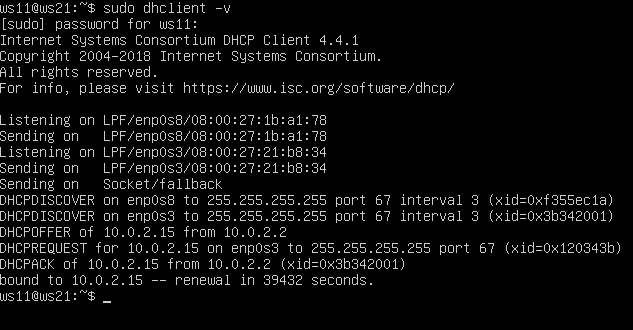 ws11@ws21:~$ sudo dhclient -v
[sudo] password for ws11:
Internet Systems Consortium DHCP Client 4.4.1
Copyright 2004-2018 Internet Systems Consortium.
All rights reserved.
For info, please visit https://www.isc.org/software/dhcp/

Listening on LPF/enp0s8/08:00:27:1b:a1:78
Sending on   LPF/enp0s8/08:00:27:1b:a1:78
Listening on LPF/enp0s3/08:00:27:21:b8:34
Sending on   LPF/enp0s3/08:00:27:21:b8:34
Sending on   Socket/fallback
DHCPDISCOVER on enp0s8 to 255.255.255.255 port 67 interval 3 (xid=0xf355ec1a)
DHCPDISCOVER on enp0s3 to 255.255.255.255 port 67 interval 3 (xid=0x3b342001)
DHCPOFFER of 10.0.2.15 from 10.0.2.2
DHCPREQUEST for 10.0.2.15 on enp0s3 to 255.255.255.255 port 67 (xid=0x120343b)
DHCPACK of 10.0.2.15 from 10.0.2.2 (xid=0x3b342001)
bound to 10.0.2.15 -- renewal in 39432 seconds.
ws11@ws21:~$ _